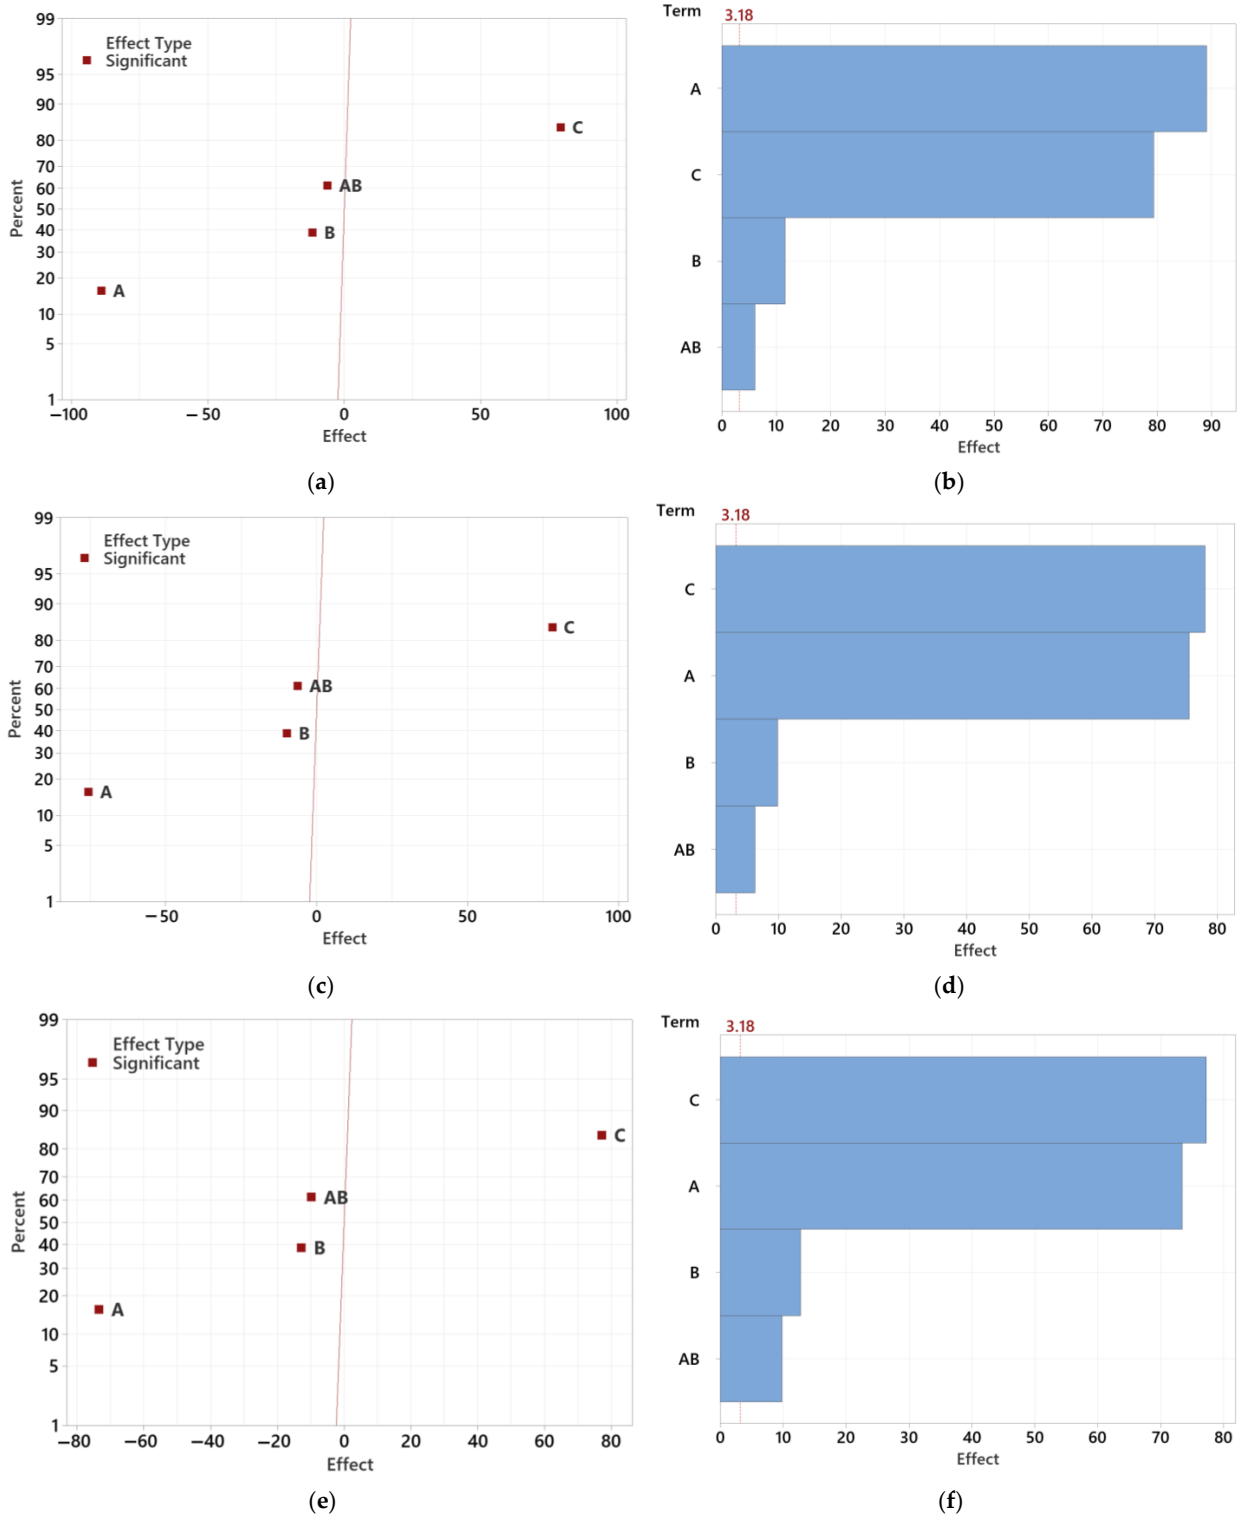 99
95
90
80
70
60
50
40
30
20
10
5
1
Percent
Effect Type
Significant
C
AB
B
A
−100
−50
0
50
100
Effect
(a)
Term
3.18
A
C
B
AB
0 10 20 30 40 50 60 70 80 90
Effect
(b)
99
95
90
80
70
60
50
40
30
20
10
5
1
Percent
Effect Type
Significant
C
AB
B
A
−50 0 50 100
Effect
(c)
Term
3.18
C
A
B
AB
0 10 20 30 40 50 60 70 80
Effect
(d)
99
95
90
80
70
60
50
40
30
20
10
5
1
Percent
Effect Type
Significant
C
AB
B
A
−80 −60 −40 −20 0 20 40 60 80
Effect
(e)
Term
3.18
C
A
B
AB
0 10 20 30 40 50 60 70 80
Effect
(f)